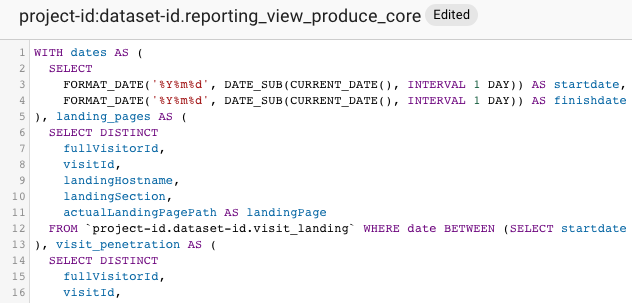 project-id:dataset-id.reporting_view_produce_core Edited
1 WITH dates AS (
2 SELECT
3 FORMAT_DATE('%Y%m%d', DATE_SUB(CURRENT_DATE(), INTERVAL 1 DAY)) AS startdate,
4 FORMAT_DATE('%Y%m%d', DATE_SUB(CURRENT_DATE(), INTERVAL 1 DAY)) AS finishdate
5 ), landing_pages AS (
6 SELECT DISTINCT
7 fullVisitorId,
8 visitId,
9 landingHostname,
10 landingSection,
11 actualLandingPagePath AS landingPage
12 FROM `project-id.dataset-id.visit_landing` WHERE date BETWEEN (SELECT startdate
13 ), visit_penetration AS (
14 SELECT DISTINCT
15 fullVisitorId,
16 visitId,